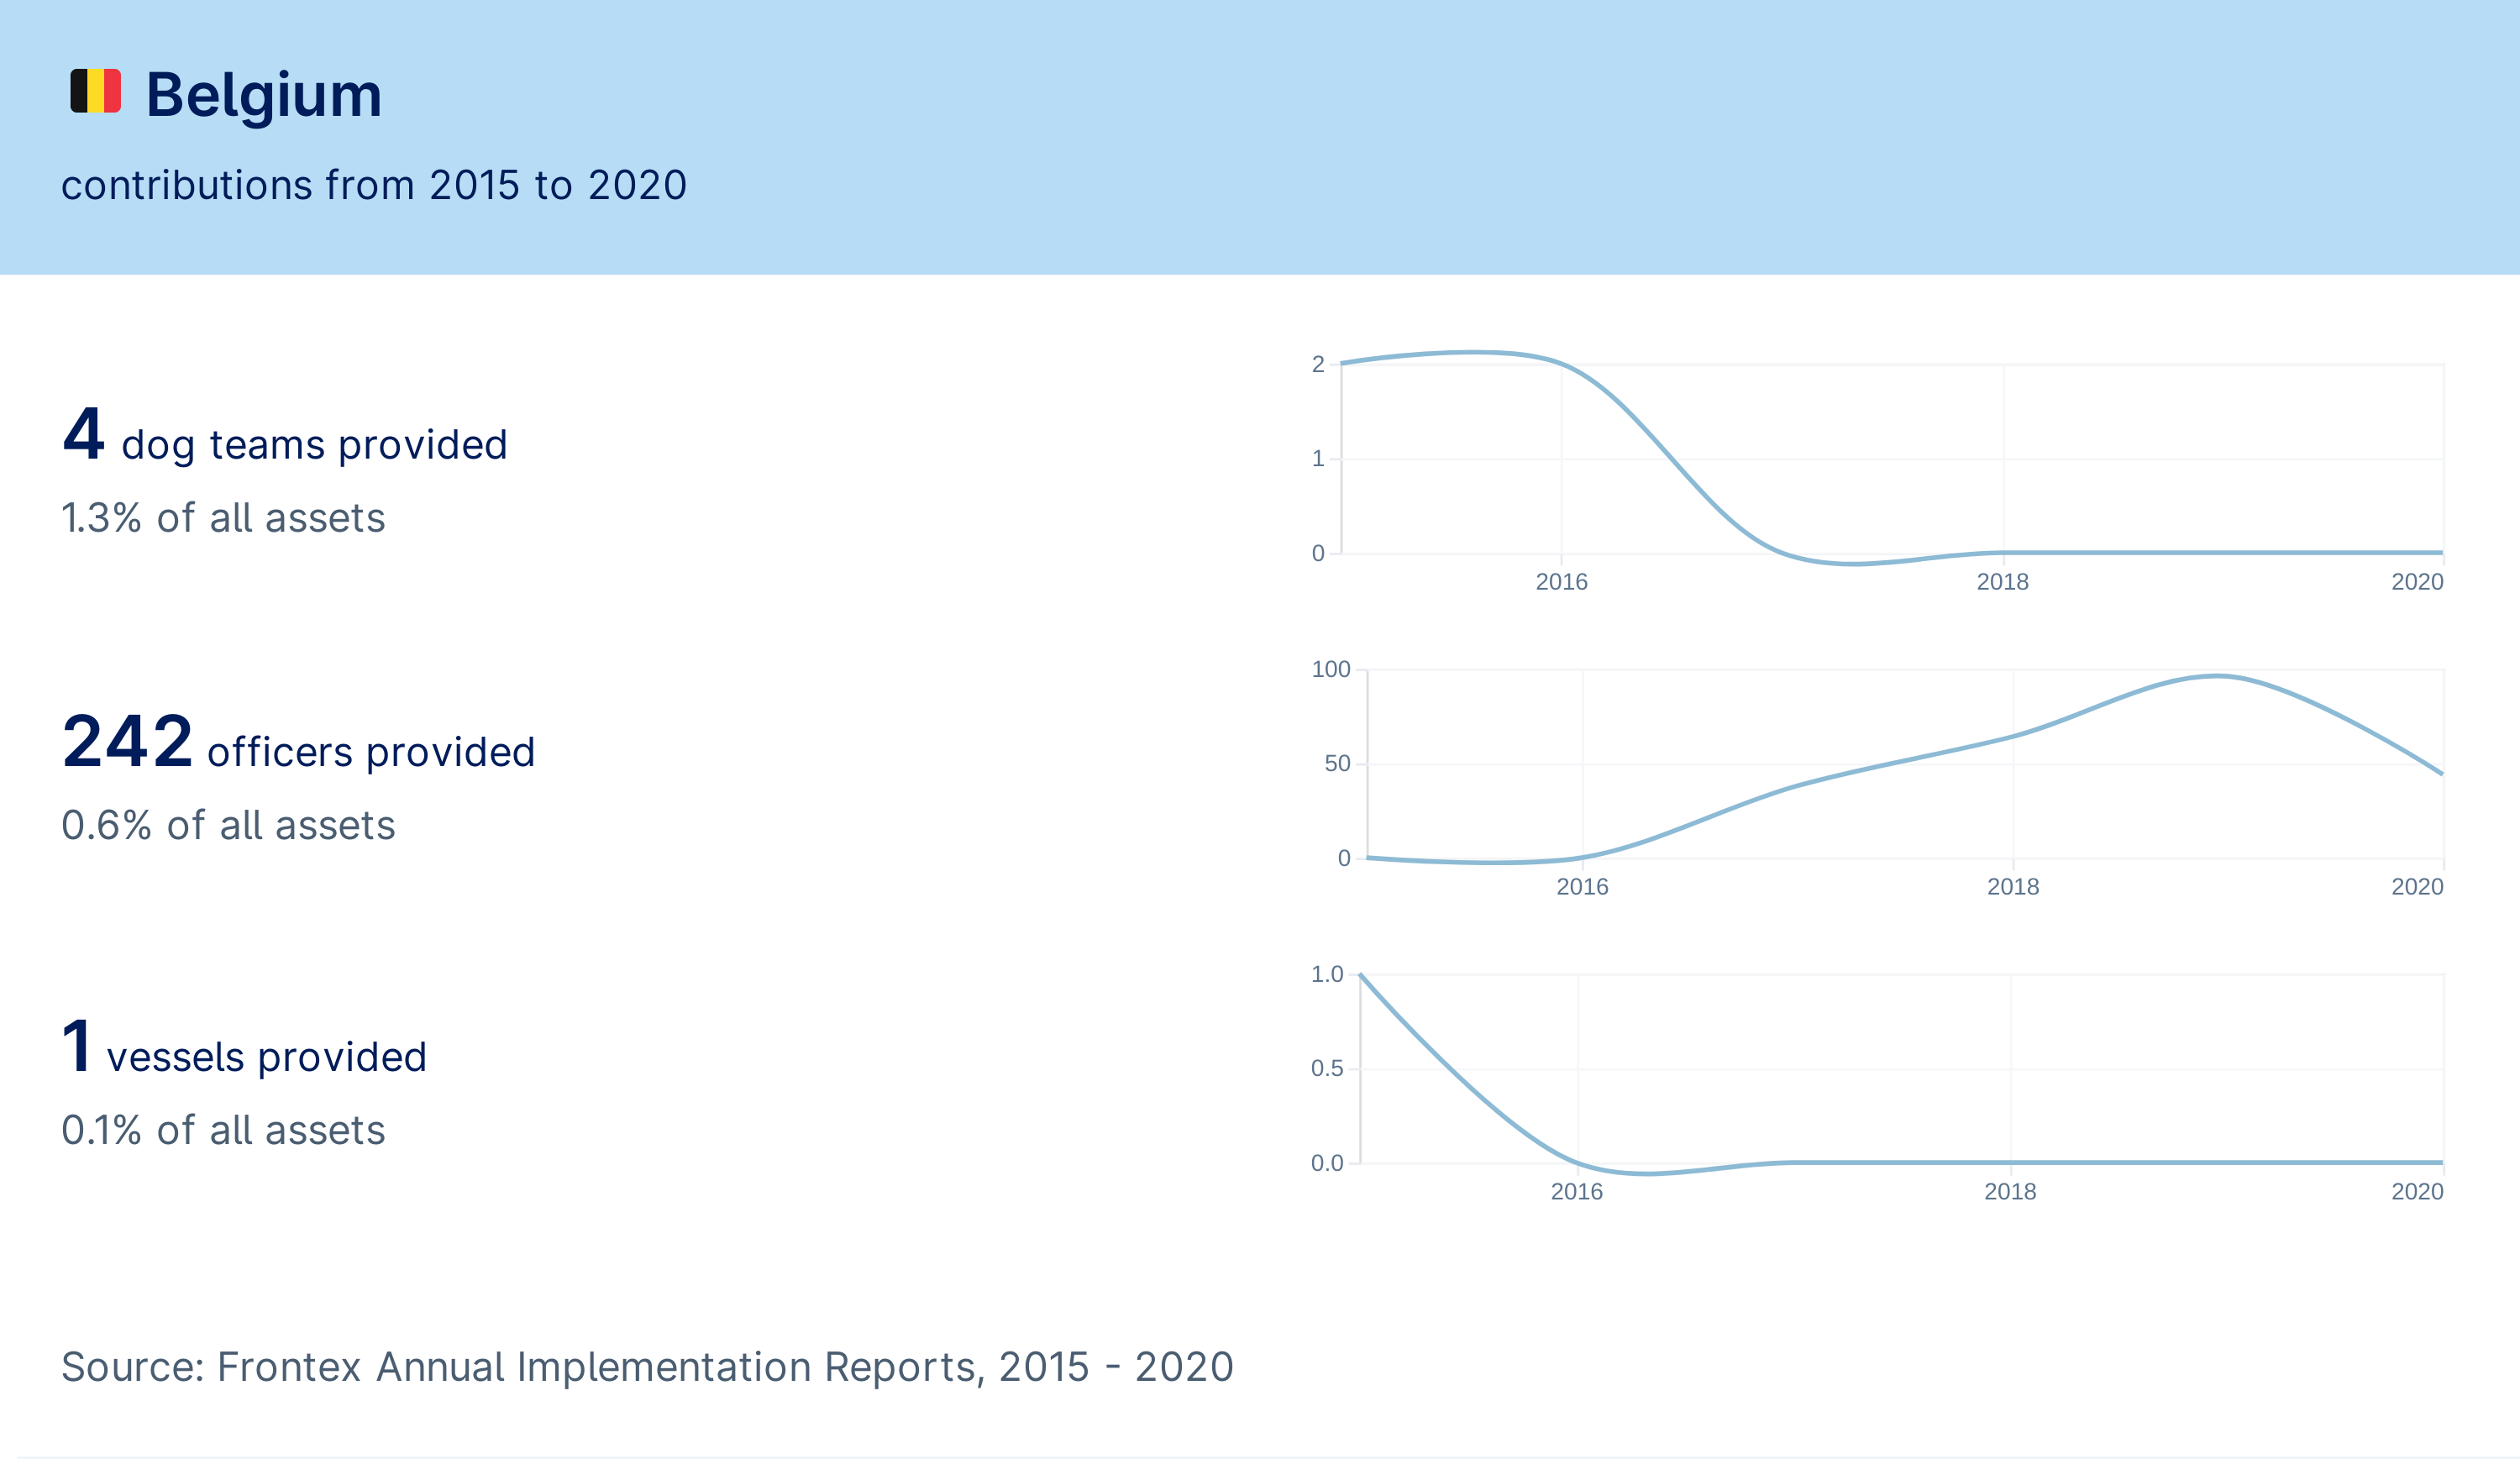 Belgium
contributions from 2015 to 2020
4 dog teams provided
1.3% of all assets
2
1
0
2016 2018 2020
242 officers provided
0.6% of all assets
100
50
0
2016 2018 2020
1 vessels provided
0.1% of all assets
1.0
0.5
0.0
2016 2018 2020
Source: Frontex Annual Implementation Reports, 2015 - 2020